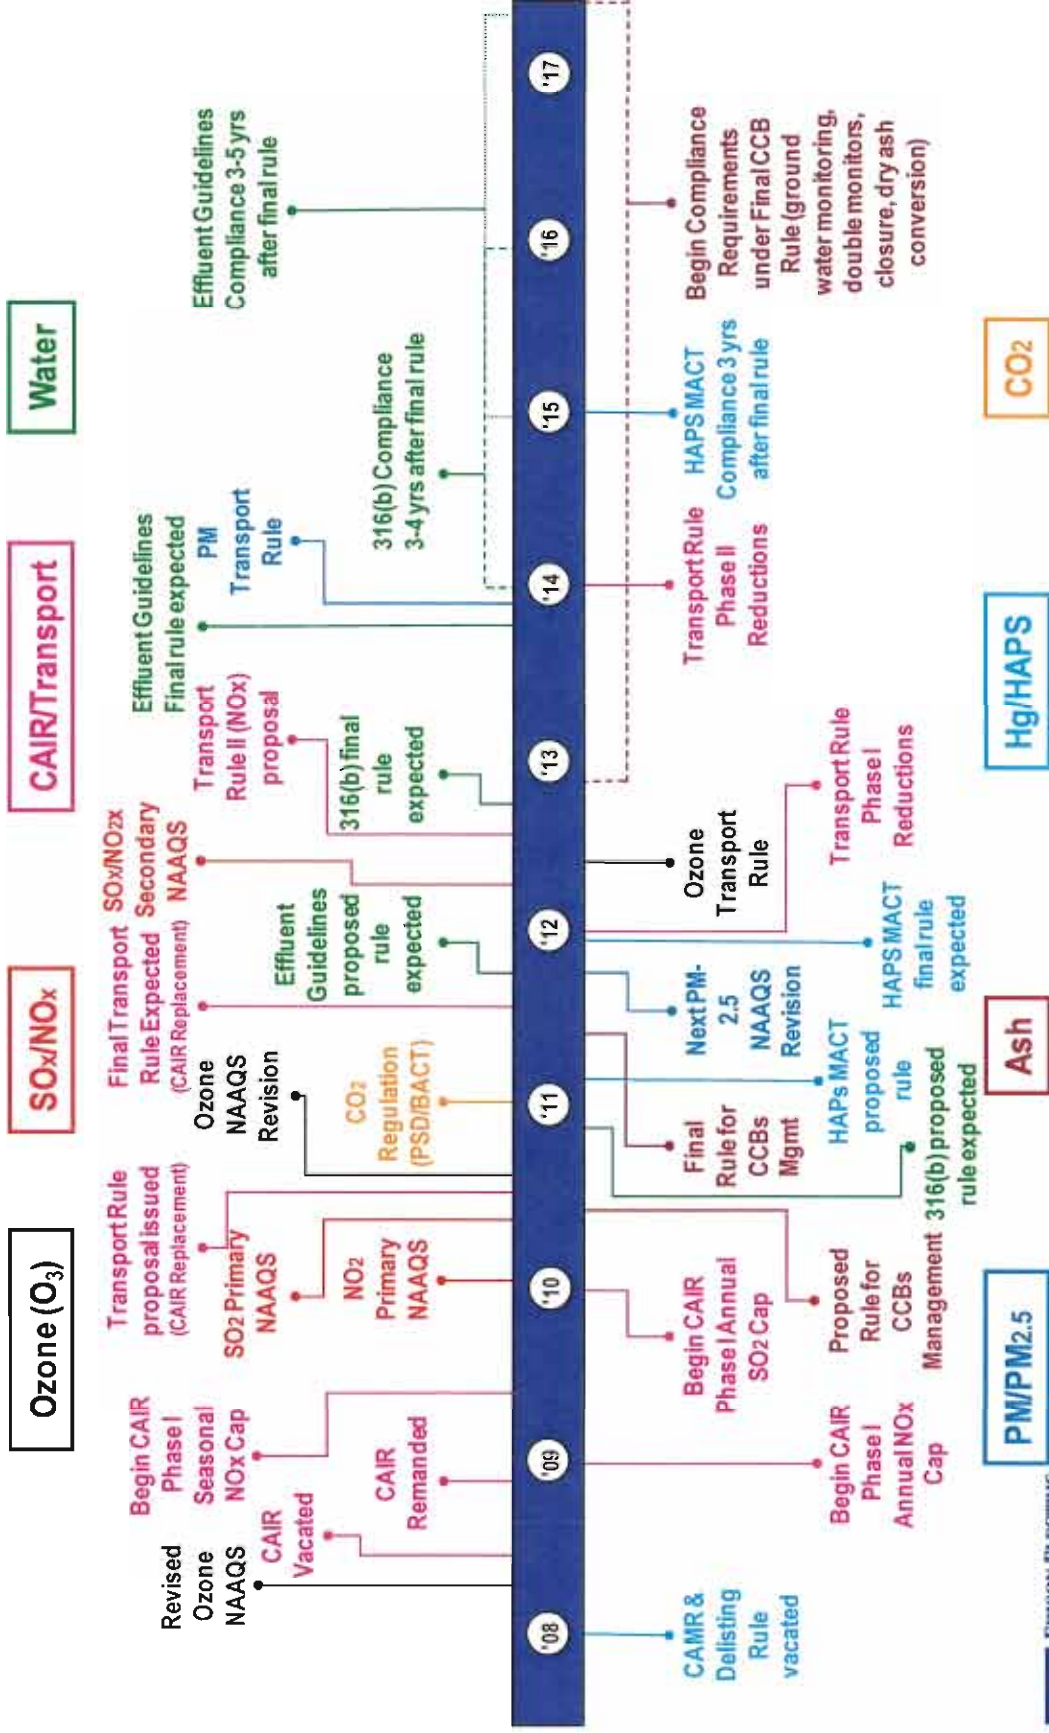 Ozone (O3)
SOx/NOx
CAIR/Transport
Water
Revised
Ozone
NAAQS
CAIR
Vacated
Begin CAIR
Phase I
Seasonal
NOx Cap
CAIR
Remanded
Transport Rule
proposal issued
(CAIR Replacement)
SO2 Primary
NAAQS
NO2
Primary
NAAQS
Ozone
NAAQS
Revision
CO2
Regulation
(PSD/BACT)
Final Transport
Rule Expected
(CAIR Replacement)
Effluent
Guidelines
proposed
rule
expected
SOx/NO2x
Secondary
NAAQS
Transport
Rule II (NOx)
proposal
316(b) final
rule
expected
Effluent Guidelines
Final rule expected
PM
Transport
Rule
316(b) Compliance
3-4 yrs after final rule
Effluent Guidelines
Compliance 3-5 yrs
after final rule
'08
'09
'10
'11
'12
'13
'14
'15
'16
'17
CAMR &
Delisting
Rule
vacated
Begin CAIR
Phase I
Annual NOx
Cap
Begin CAIR
Phase I Annual
SO2 Cap
Proposed
Rule for
CCBs
Management
316(b) proposed
rule expected
Final
Rule for
CCBs
Mgmt
HAPs MACT
proposed
rule
Next PM-
2.5
NAAQS
Revision
HAPS MACT
final rule
expected
Ozone
Transport
Rule
Transport Rule
Phase I
Reductions
Transport Rule
Phase II
Reductions
HAPS MACT
Compliance 3 yrs
after final rule
Begin Compliance
Requirements
under Final CCB
Rule (ground
water monitoring,
double monitors,
closure, dry ash
conversion)
PM/PM2.5
Ash
Hg/HAPS
CO2